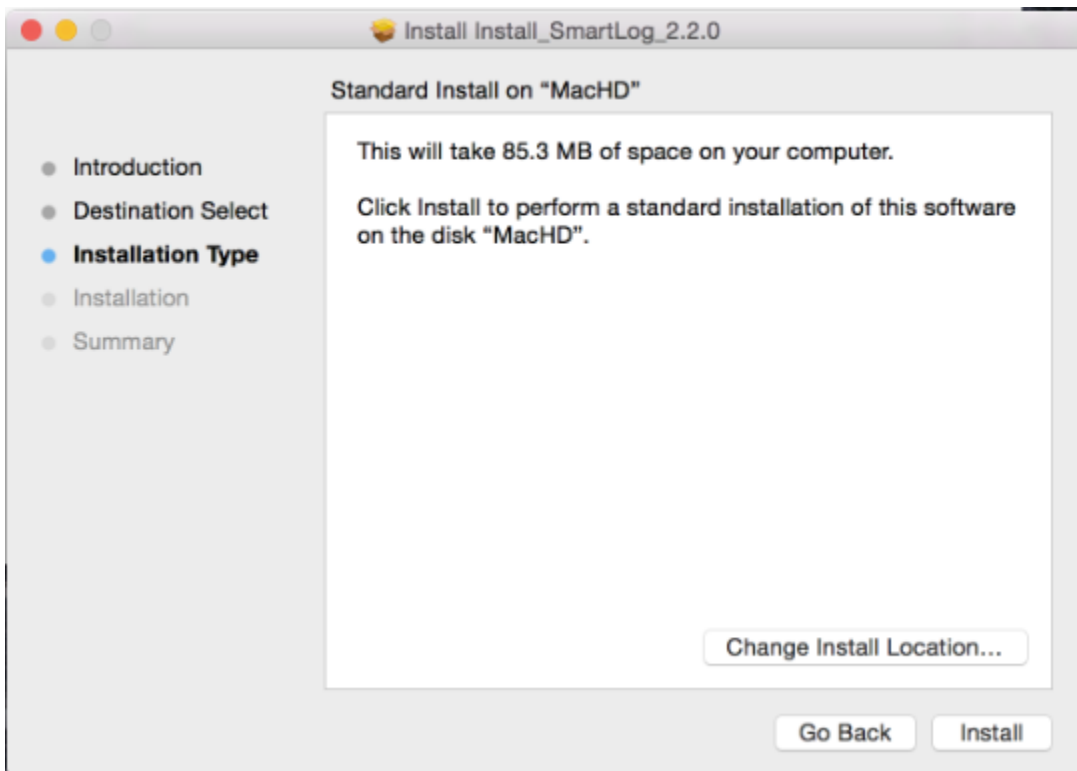 Install Install_SmartLog_2.2.0
Standard Install on “MacHD”
Introduction
Destination Select
Installation Type
Installation
Summary
This will take 85.3 MB of space on your computer.
Click Install to perform a standard installation of this software
on the disk “MacHD”.
Change Install Location...
Go Back
Install